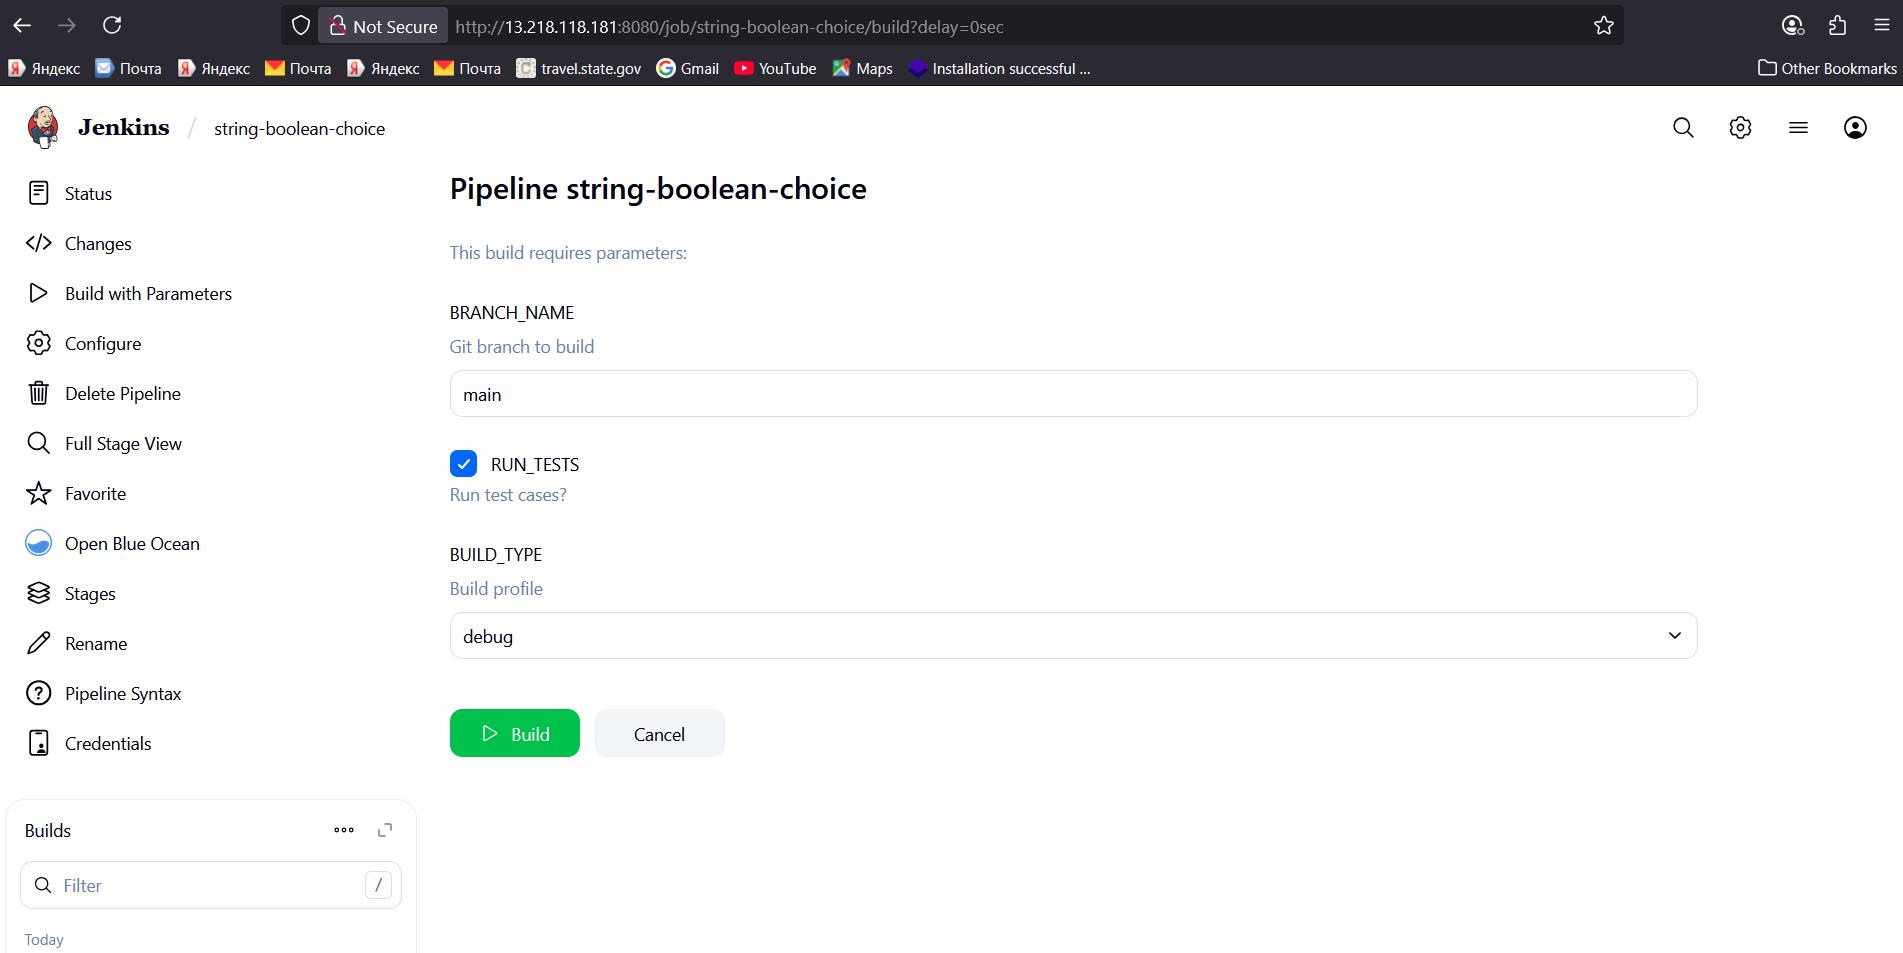 Not Secure http://13.218.118.181:8080/job/string-boolean-choice/build?delay=0sec
Яндекс Почта Яндекс Почта Яндекс Почта travel.state.gov Gmail YouTube Maps Installation successful ... Other Bookmarks
Jenkins / string-boolean-choice
Status
Changes
Build with Parameters
Configure
Delete Pipeline
Full Stage View
Favorite
Open Blue Ocean
Stages
Rename
Pipeline Syntax
Credentials
Builds
Filter /
Today
Pipeline string-boolean-choice
This build requires parameters:
BRANCH_NAME
Git branch to build
main
RUN_TESTS
Run test cases?
BUILD_TYPE
Build profile
debug
Build Cancel